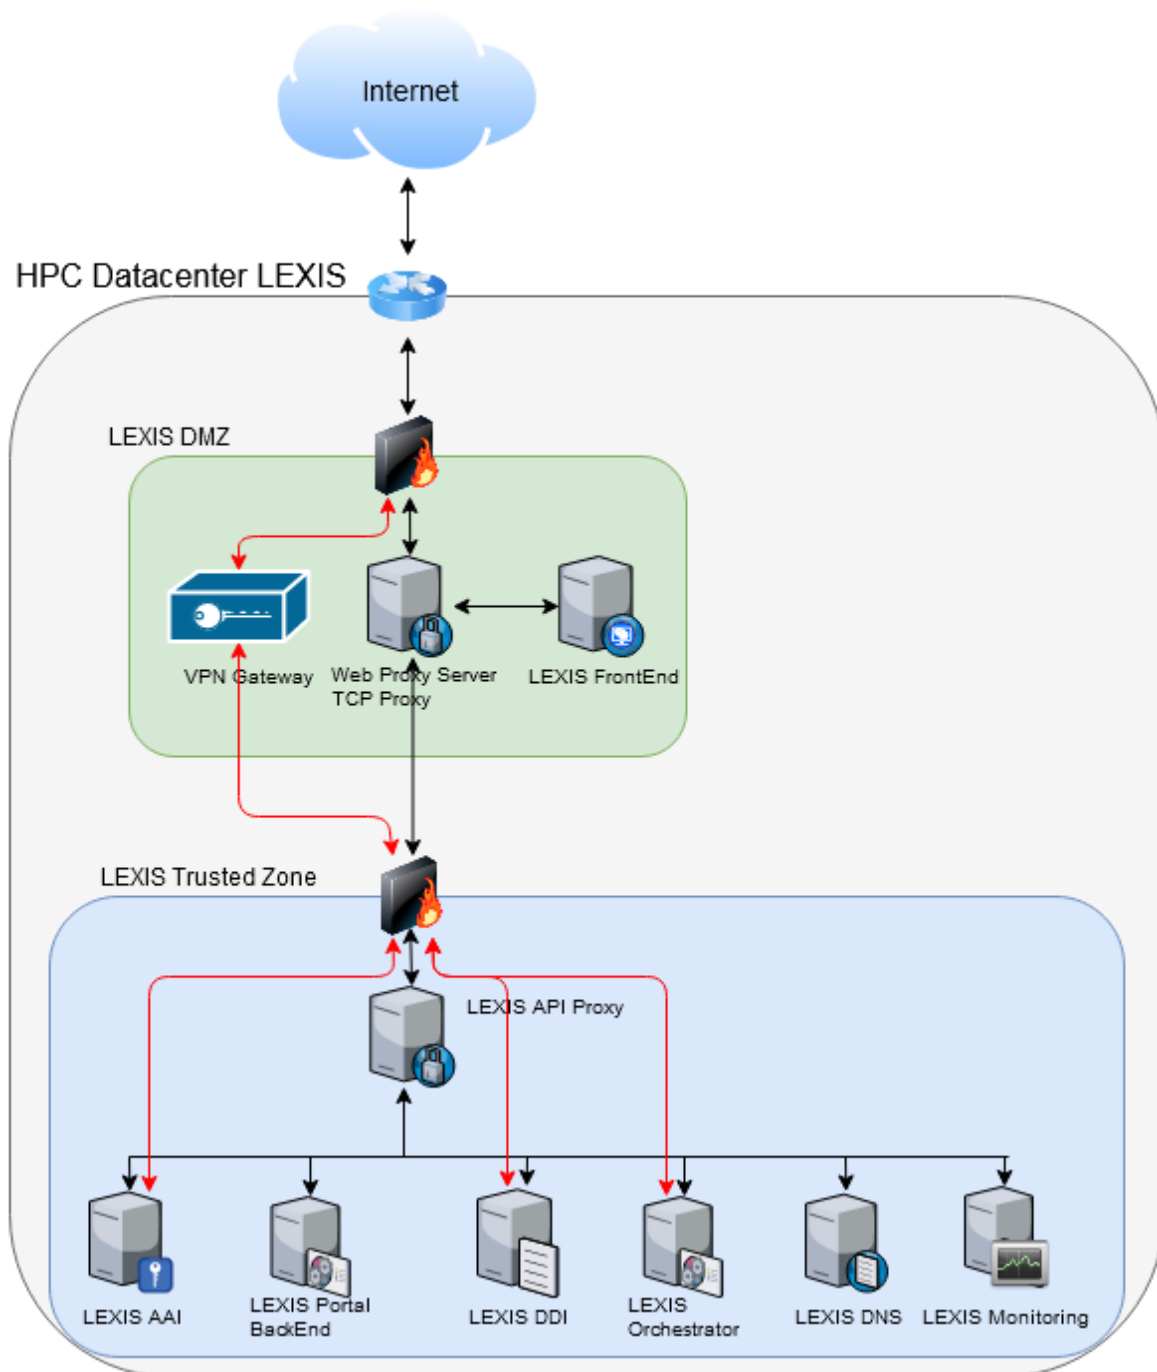 Internet
HPC Datacenter LEXIS
LEXIS DMZ
VPN Gateway
Web Proxy Server
TCP Proxy
LEXIS FrontEnd
LEXIS Trusted Zone
LEXIS API Proxy
LEXIS AAI
LEXIS Portal
BackEnd
LEXIS DDI
LEXIS
Orchestrator
LEXIS DNS
LEXIS Monitoring